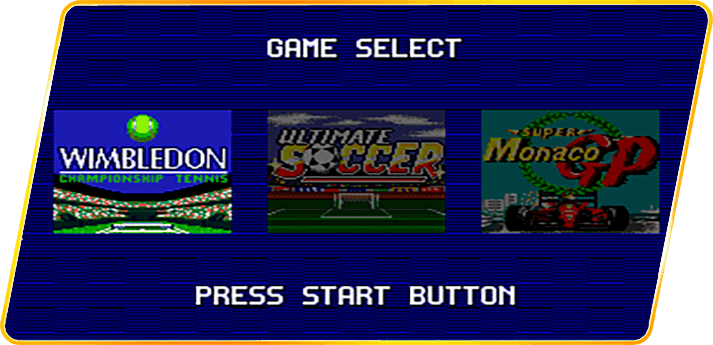 GAME SELECT
WIMBLEDON
CHAMPIONSHIP TENNIS
ULTIMATE
SOCCER
SUPER
Monaco GP
PRESS START BUTTON